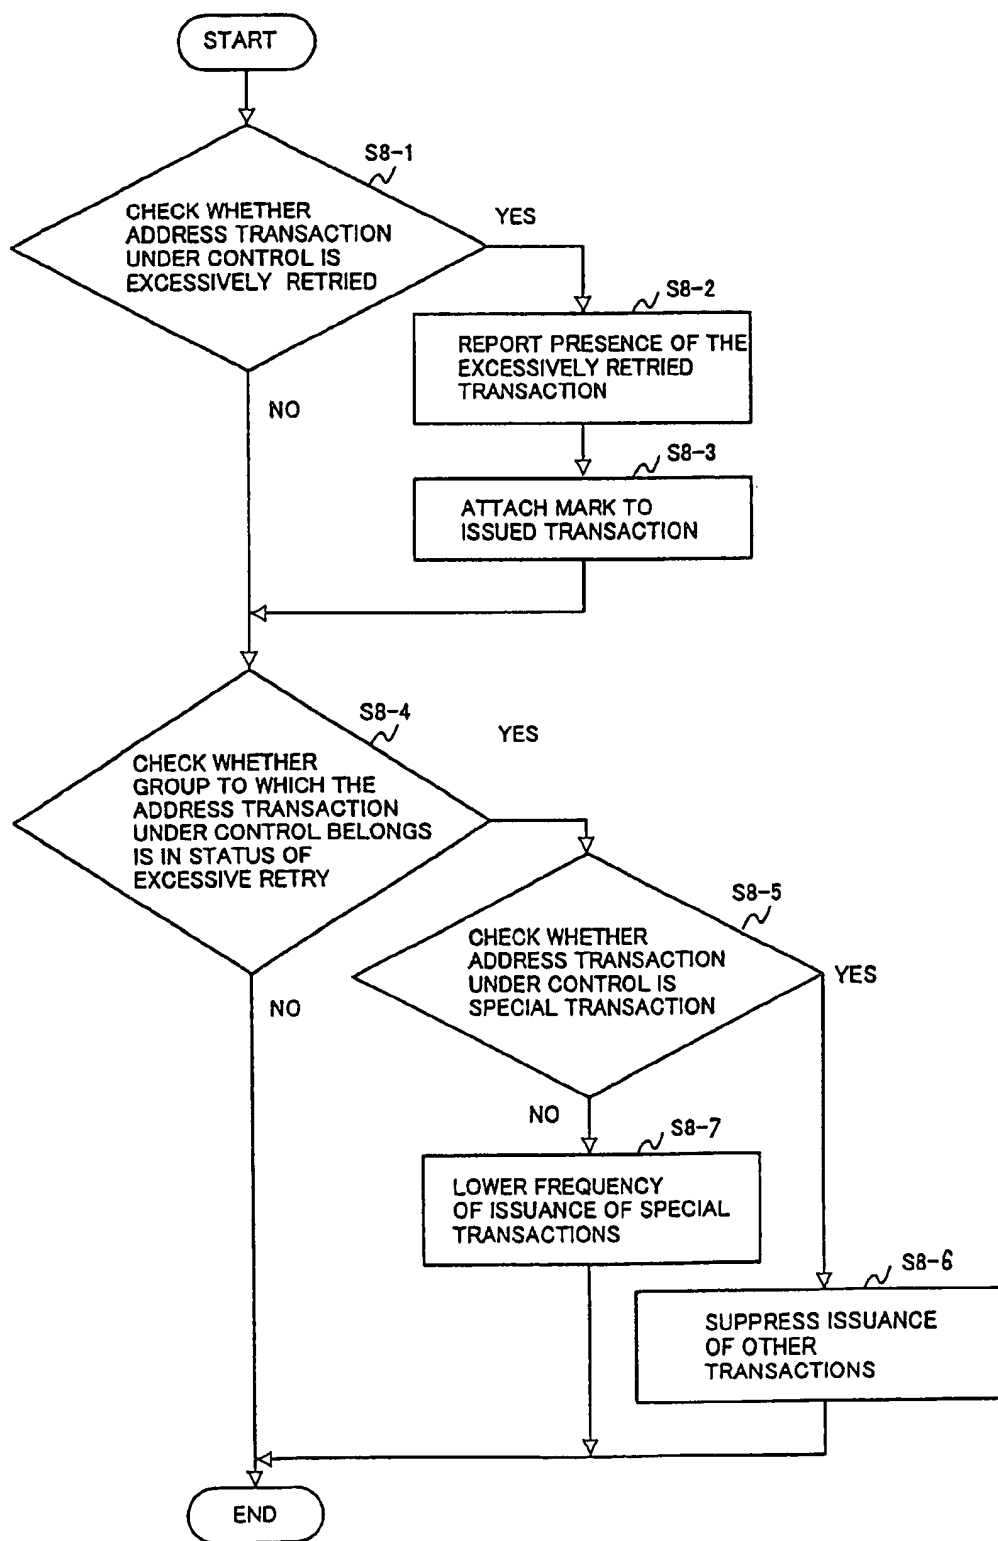 START
S8-1
CHECK WHETHER
ADDRESS TRANSACTION
UNDER CONTROL IS
EXCESSIVELY RETRIED
YES
NO
S8-2
REPORT PRESENCE OF THE
EXCESSIVELY RETRIED
TRANSACTION
S8-3
ATTACH MARK TO
ISSUED TRANSACTION
S8-4
CHECK WHETHER
GROUP TO WHICH THE
ADDRESS TRANSACTION
UNDER CONTROL BELONGS
IS IN STATUS OF
EXCESSIVE RETRY
YES
NO
S8-5
CHECK WHETHER
ADDRESS TRANSACTION
UNDER CONTROL IS
SPECIAL TRANSACTION
YES
NO
S8-7
LOWER FREQUENCY
OF ISSUANCE OF SPECIAL
TRANSACTIONS
S8-6
SUPPRESS ISSUANCE
OF OTHER
TRANSACTIONS
END